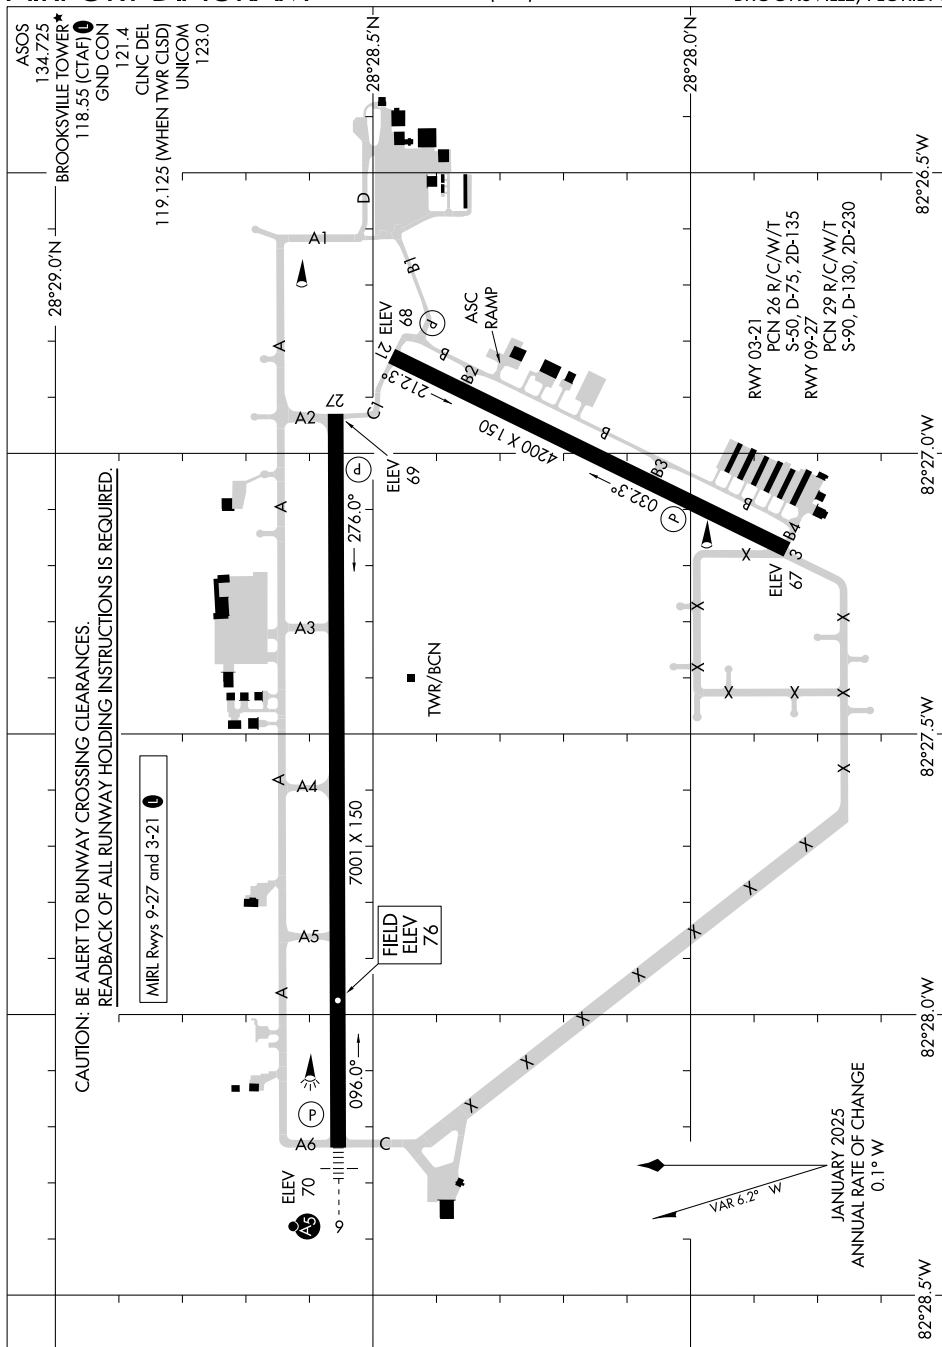 ASOS
134.725
BROOKSVILLE TOWER★
118.55 (CTAF) L
GND CON
121.4
CLNC DEL
119.125 (WHEN TWR CLSD)
UNICOM
123.0
28°29.0'N
28°28.5'N
28°28.0'N
82°26.5'W
82°27.0'W
82°27.5'W
82°28.0'W
82°28.5'W
CAUTION: BE ALERT TO RUNWAY CROSSING CLEARANCES.
READBACK OF ALL RUNWAY HOLDING INSTRUCTIONS IS REQUIRED.
MIRL Rwys 9-27 and 3-21 L
D
A1
B1
A
ELEV
68
P
ASC
RAMP
21
B
B2
A2
27
C1
212.3°
4200 X 150
B
ELEV
69
P
A
276.0°
B3
032.3°
P
B
B4
3
ELEV
67
X
X
X
X
X
X
X
X
X
RWY 03-21
PCN 26 R/C/W/T
S-50, D-75, 2D-135
RWY 09-27
PCN 29 R/C/W/T
S-90, D-130, 2D-230
A3
TWR/BCN
A
A4
7001 X 150
A5
FIELD
ELEV
76
A
096.0°
P
A6
C
ELEV
70
A5
9
X
X
X
X
X
X
X
VAR 6.2° W
JANUARY 2025
ANNUAL RATE OF CHANGE
0.1° W